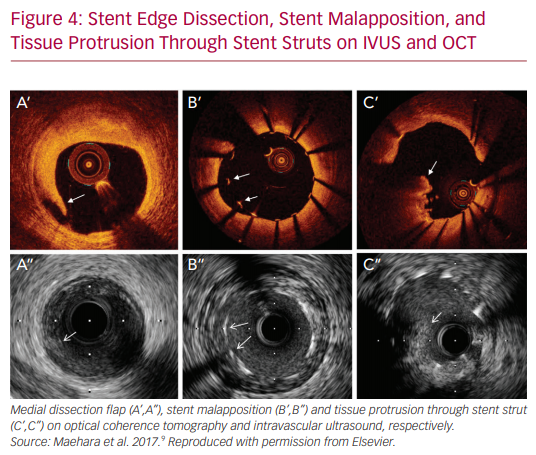 Figure 4: Stent Edge Dissection, Stent Malapposition, and
Tissue Protrusion Through Stent Struts on IVUS and OCT
A′
B′
C′
A″
B″
C″
Medial dissection flap (A′,A″), stent malapposition (B′,B″) and tissue protrusion through stent strut
(C′,C″) on optical coherence tomography and intravascular ultrasound, respectively.
Source: Maehara et al. 2017.⁹ Reproduced with permission from Elsevier.